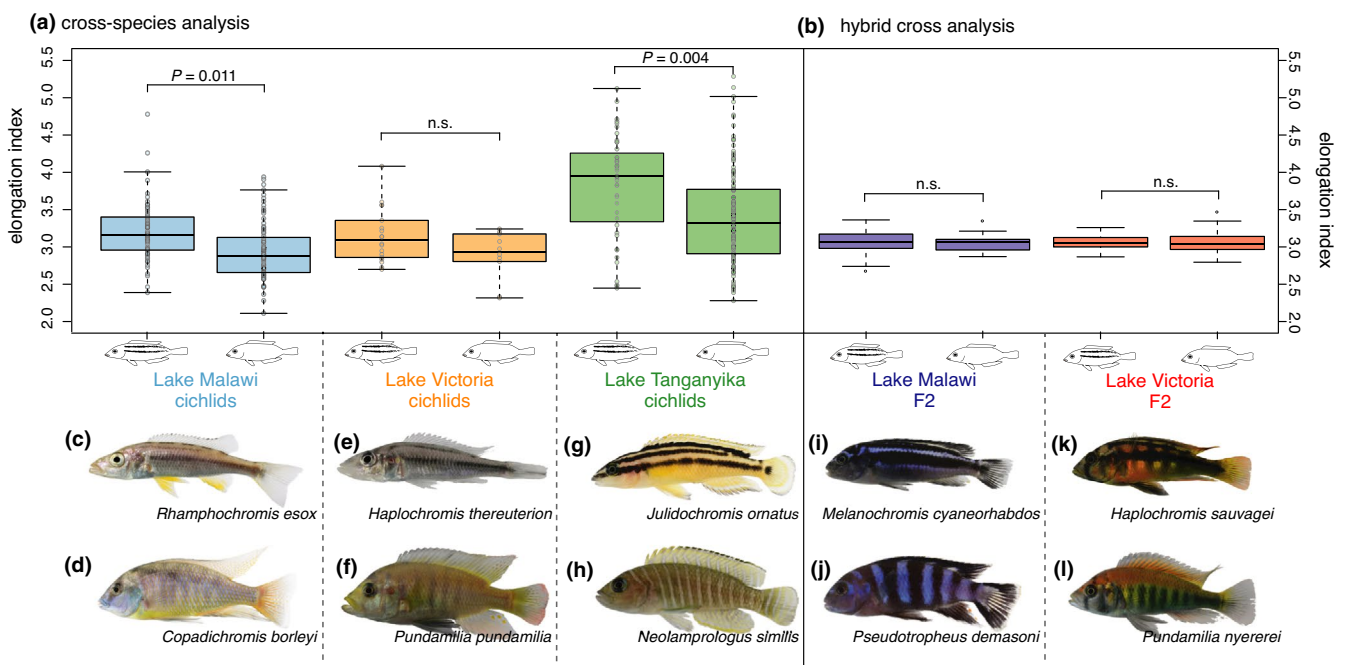 (a) cross-species analysis
(b) hybrid cross analysis
elongation index
5.5
5.0
4.5
4.0
3.5
3.0
2.5
2.0
P = 0.011
n.s.
P = 0.004
n.s.
n.s.
5.5
5.0
4.5
4.0
3.5
3.0
2.5
2.0
elongation index
Lake Malawi
cichlids
Lake Victoria
cichlids
Lake Tanganyika
cichlids
Lake Malawi
F2
Lake Victoria
F2
(c)
Rhamphochromis esox
(e)
Haplochromis thereuterion
(g)
Julidochromis ornatus
(i)
Melanochromis cyaneorhabdos
(k)
Haplochromis sauvagei
(d)
Copadichromis borleyi
(f)
Pundamilia pundamilia
(h)
Neolamprologus similis
(j)
Pseudotropheus demasoni
(l)
Pundamilia nyererei